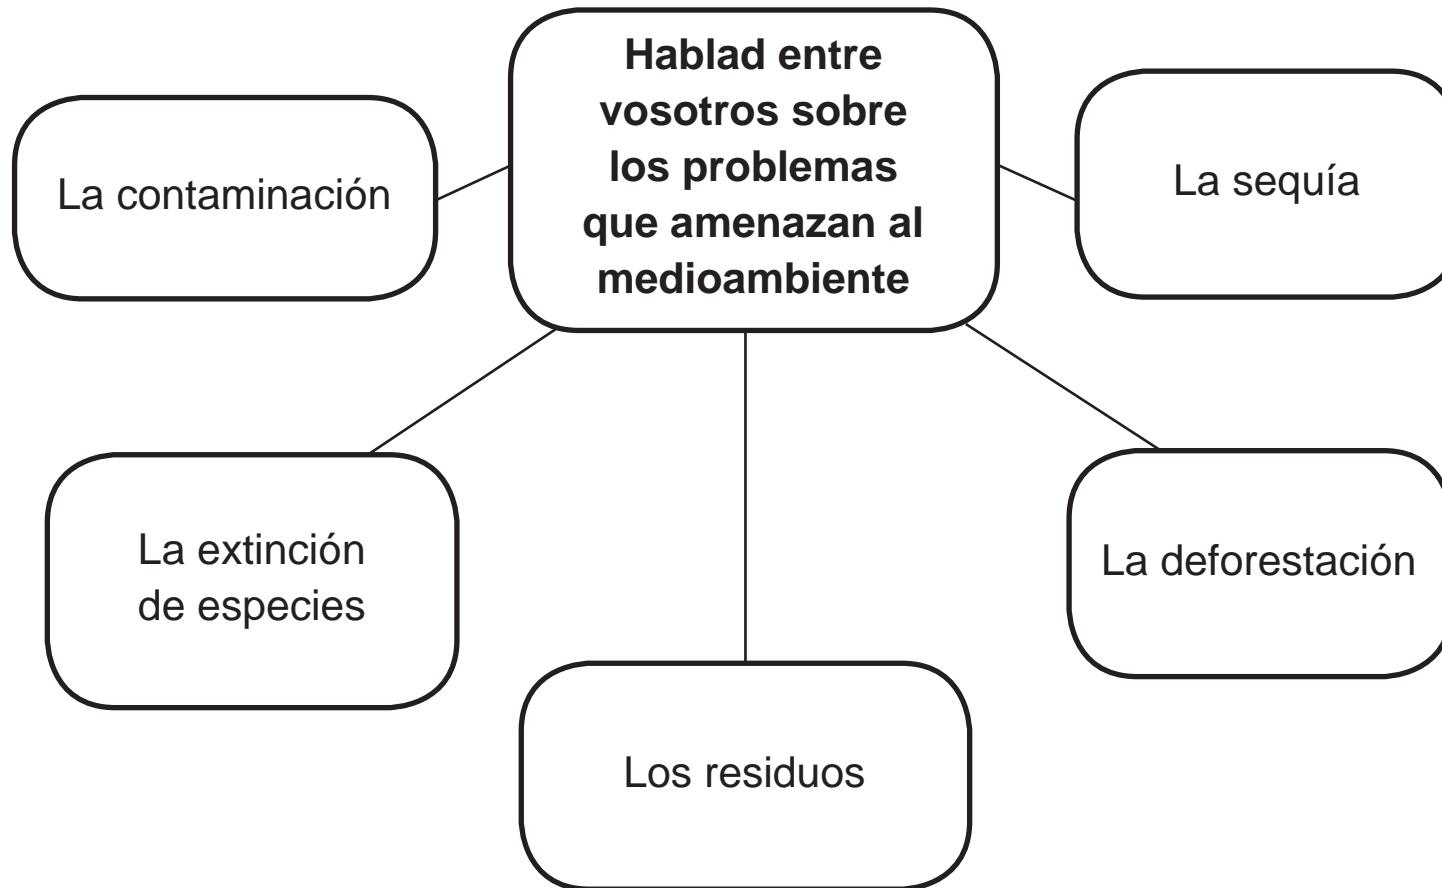 Hablad entre
vosotros sobre
los problemas
que amenazan al
medioambiente
La contaminación
La sequía
La extinción
de especies
La deforestación
Los residuos